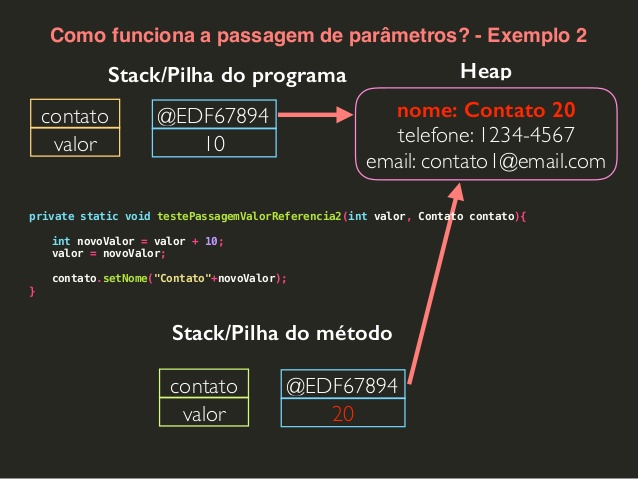 Como funciona a passagem de parâmetros? - Exemplo 2
Stack/Pilha do programa
Heap
contato @EDF67894
valor 10
nome: Contato 20
telefone: 1234-4567
email: contato1@email.com
private static void testePassagemValorReferencia2(int valor, Contato contato){
int novoValor = valor + 10;
valor = novoValor;
contato.setNome("Contato"+novoValor);
}
Stack/Pilha do método
contato @EDF67894
valor 20